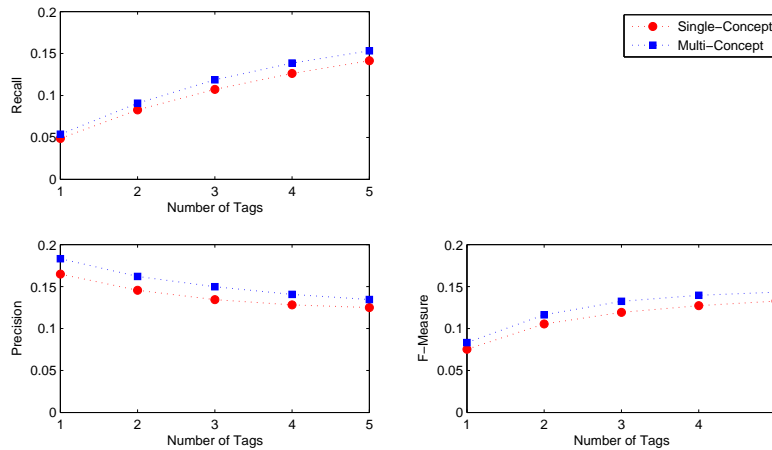 0.2
0.15
0.1
0.05
0
Recall
1 2 3 4 5
Number of Tags
Single−Concept
Multi−Concept
0.2
0.15
0.1
0.05
0
Precision
1 2 3 4 5
Number of Tags
0.2
0.15
0.1
0.05
0
F−Measure
1 2 3 4
Number of Tags